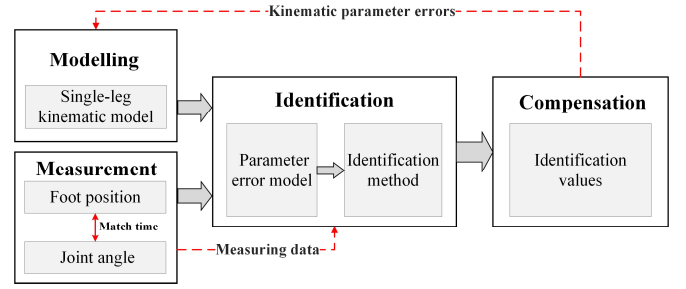 Kinematic parameter errors
Modelling
Single-leg
kinematic model
Measurement
Foot position
Match time
Joint angle
Identification
Parameter
error model
Identification
method
Measuring data
Compensation
Identification
values